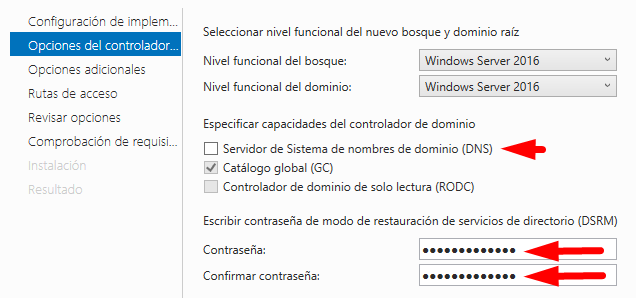 Configuración de implem...
Opciones del controlador...
Opciones adicionales
Rutas de acceso
Revisar opciones
Comprobación de requisi...
Instalación
Resultado
Seleccionar nivel funcional del nuevo bosque y dominio raíz
Nivel funcional del bosque: Windows Server 2016
Nivel funcional del dominio: Windows Server 2016
Especificar capacidades del controlador de dominio
Servidor de Sistema de nombres de dominio (DNS)
Catálogo global (GC)
Controlador de dominio de solo lectura (RODC)
Escribir contraseña de modo de restauración de servicios de directorio (DSRM)
Contraseña: •••••••••••••
Confirmar contraseña: •••••••••••••